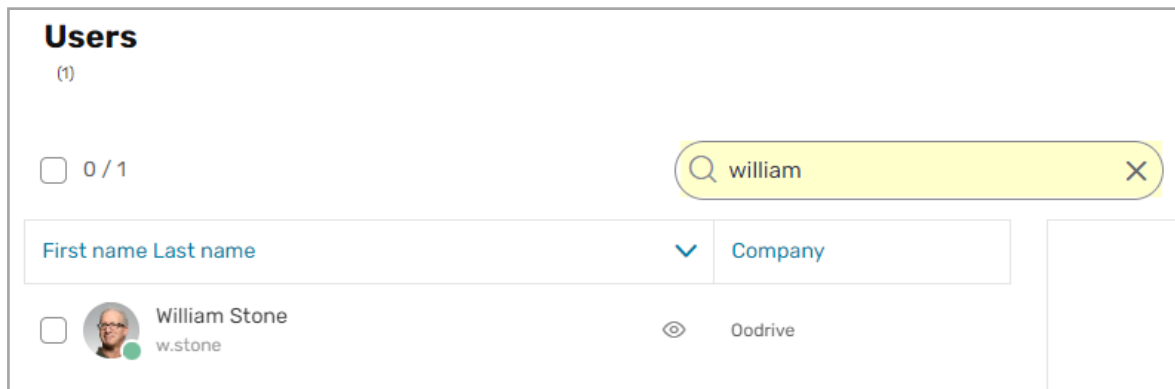 Users
(1)
0 / 1
william
First name Last name
Company
William Stone
w.stone
Oodrive